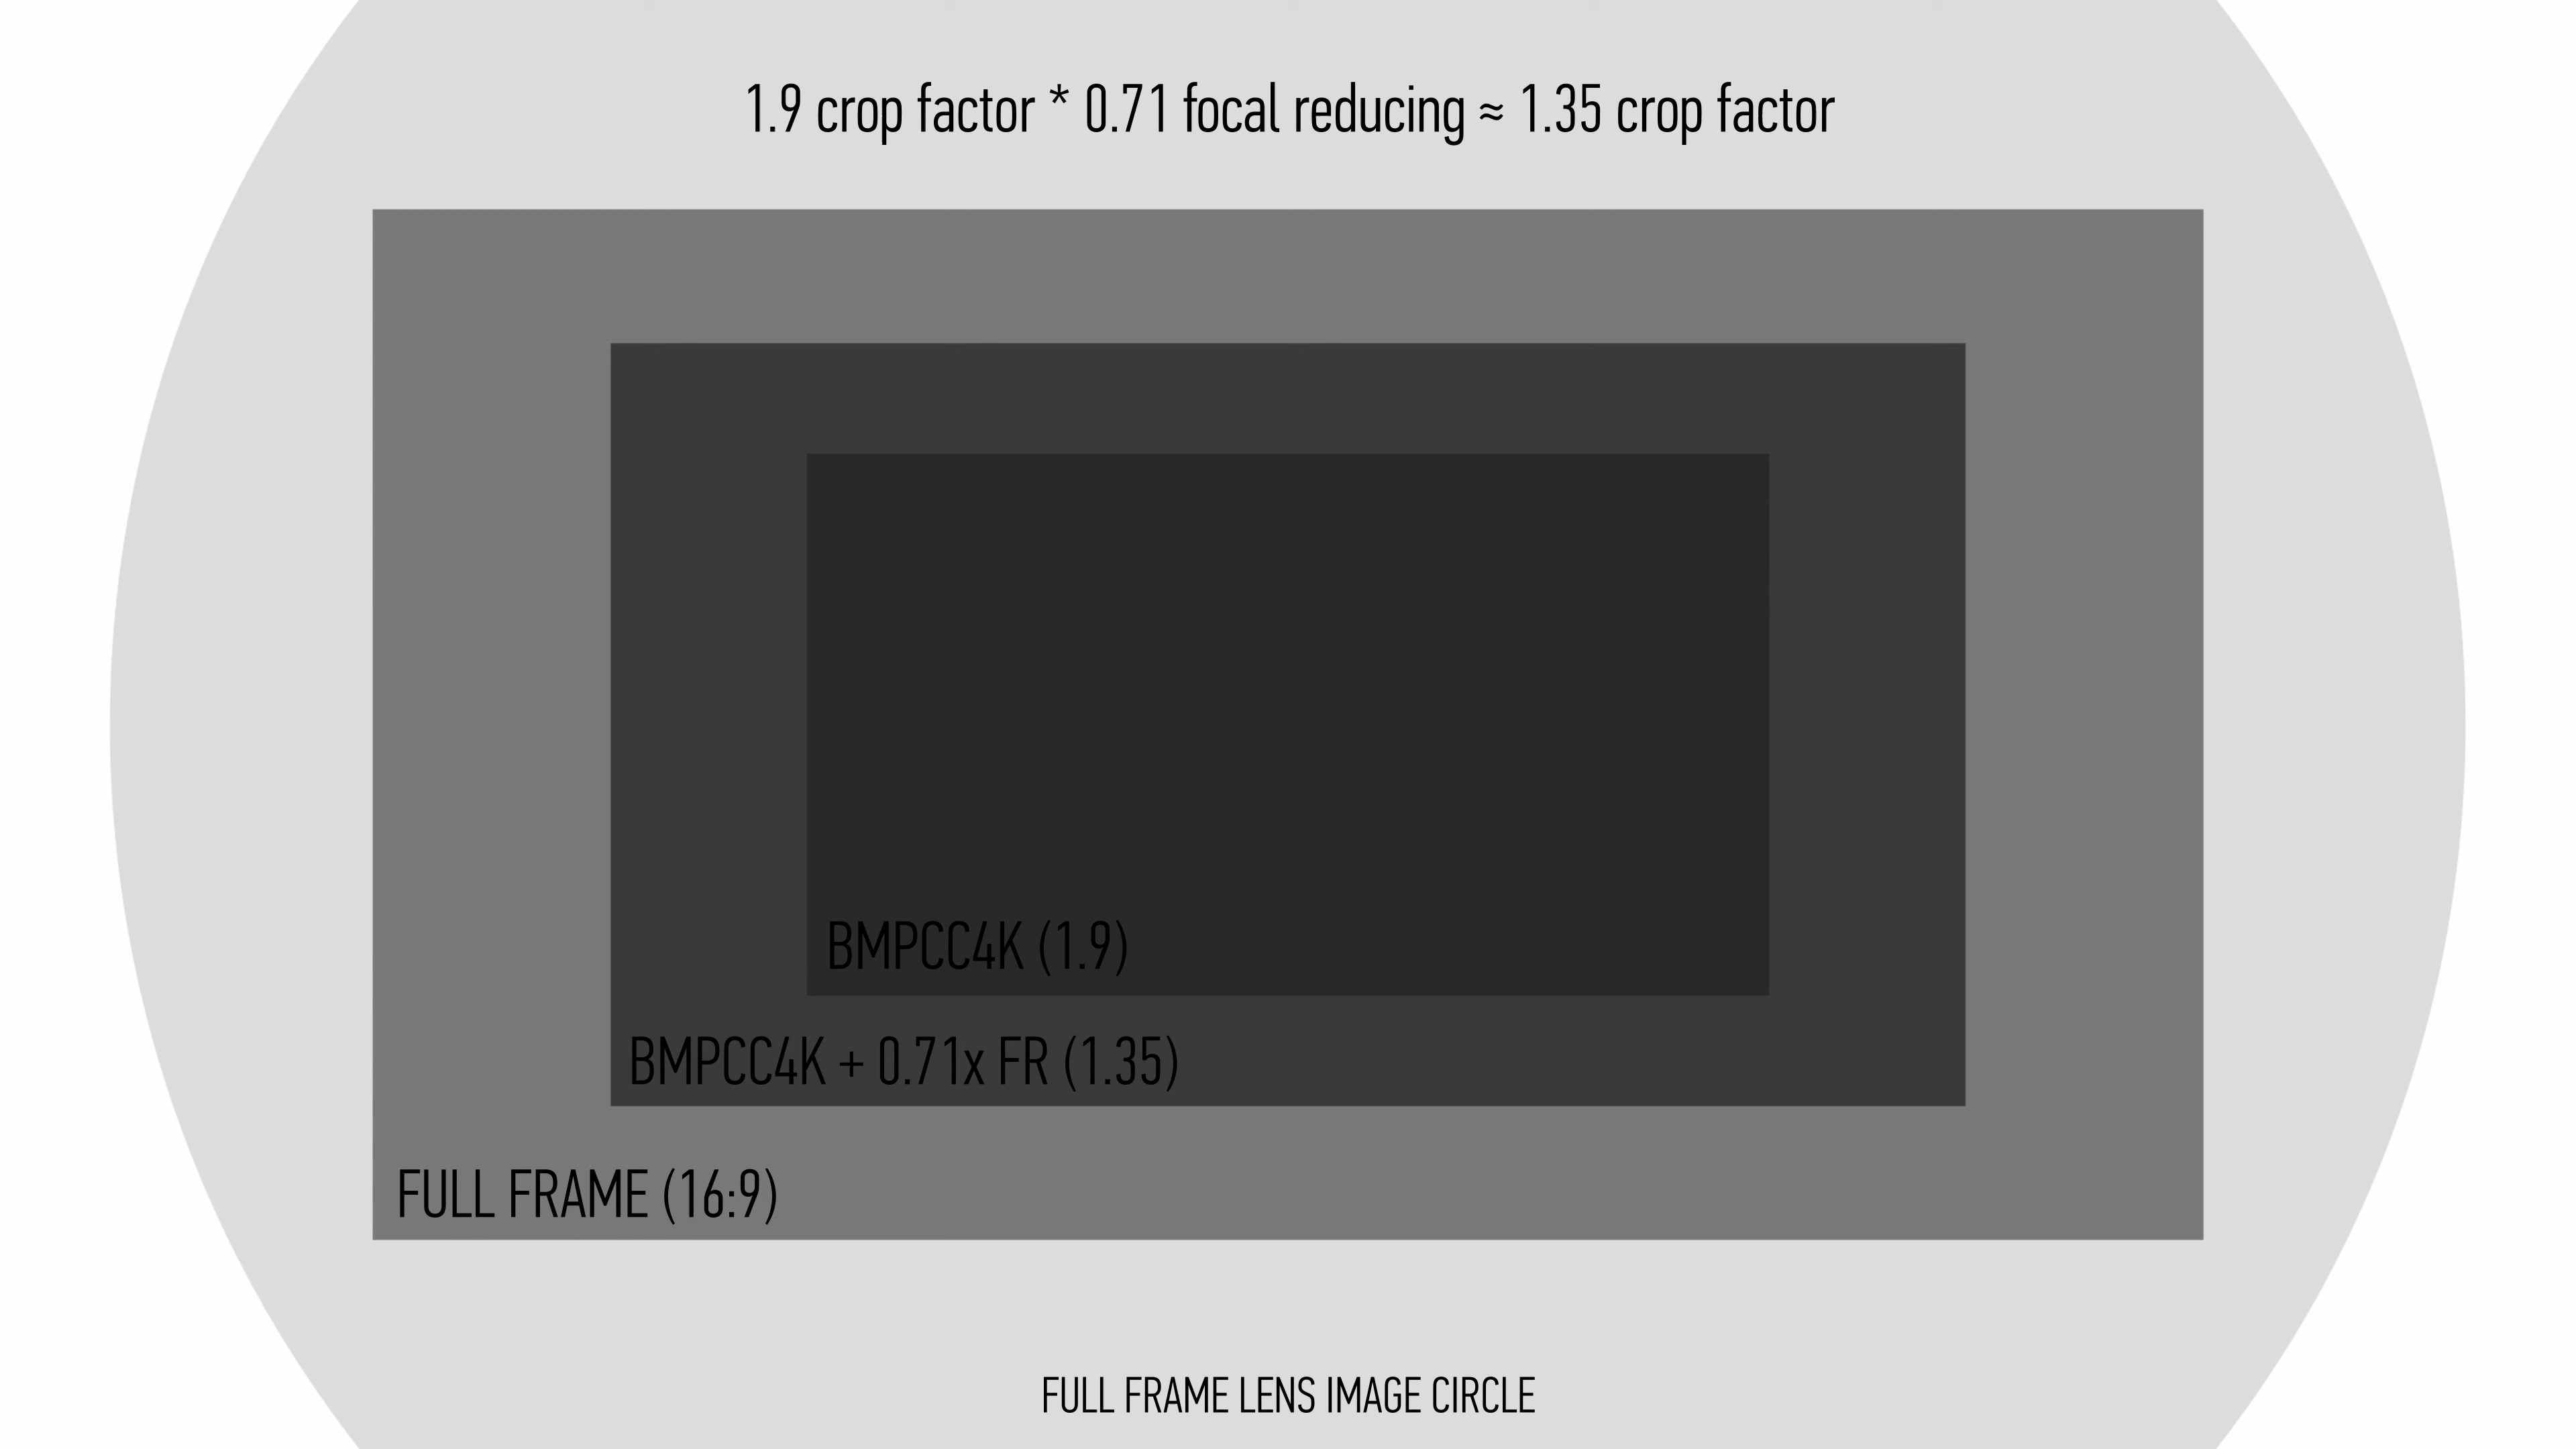 1.9 crop factor * 0.71 focal reducing ≈ 1.35 crop factor
BMPCC4K (1.9)
BMPCC4K + 0.71x FR (1.35)
FULL FRAME (16:9)
FULL FRAME LENS IMAGE CIRCLE